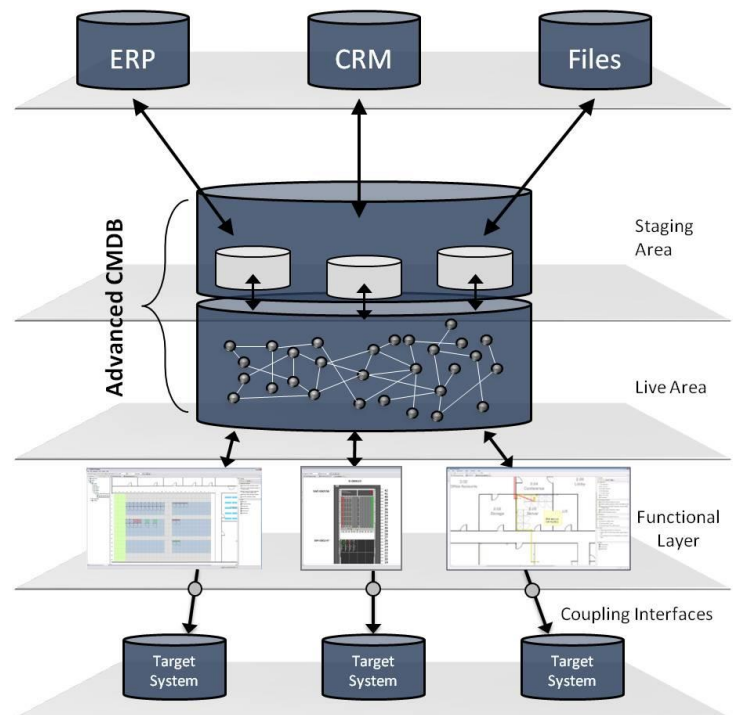 ERP
CRM
Files
Advanced CMDB
Staging
Area
Live Area
Functional
Layer
Coupling Interfaces
Target
System
Target
System
Target
System